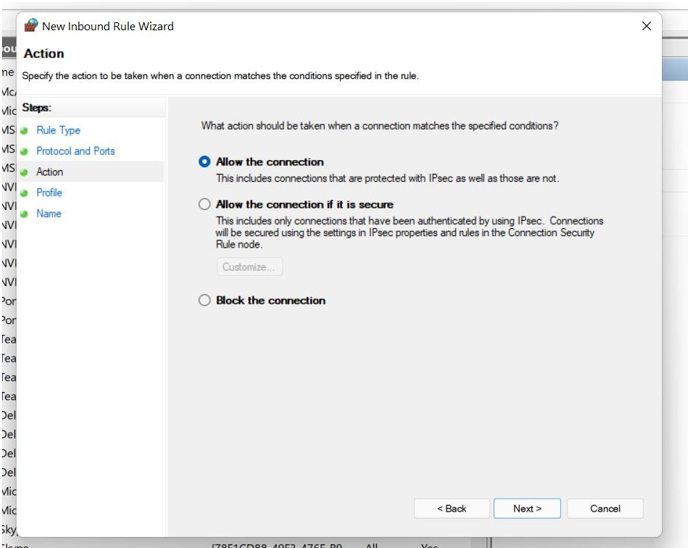 New Inbound Rule Wizard
Action
Specify the action to be taken when a connection matches the conditions specified in the rule.
Steps:
Rule Type
Protocol and Ports
Action
Profile
Name
What action should be taken when a connection matches the specified conditions?
Allow the connection
This includes connections that are protected with IPsec as well as those are not.
Allow the connection if it is secure
This includes only connections that have been authenticated by using IPsec. Connections
will be secured using the settings in IPsec properties and rules in the Connection Security
Rule node.
Customize...
Block the connection
< Back
Next >
Cancel